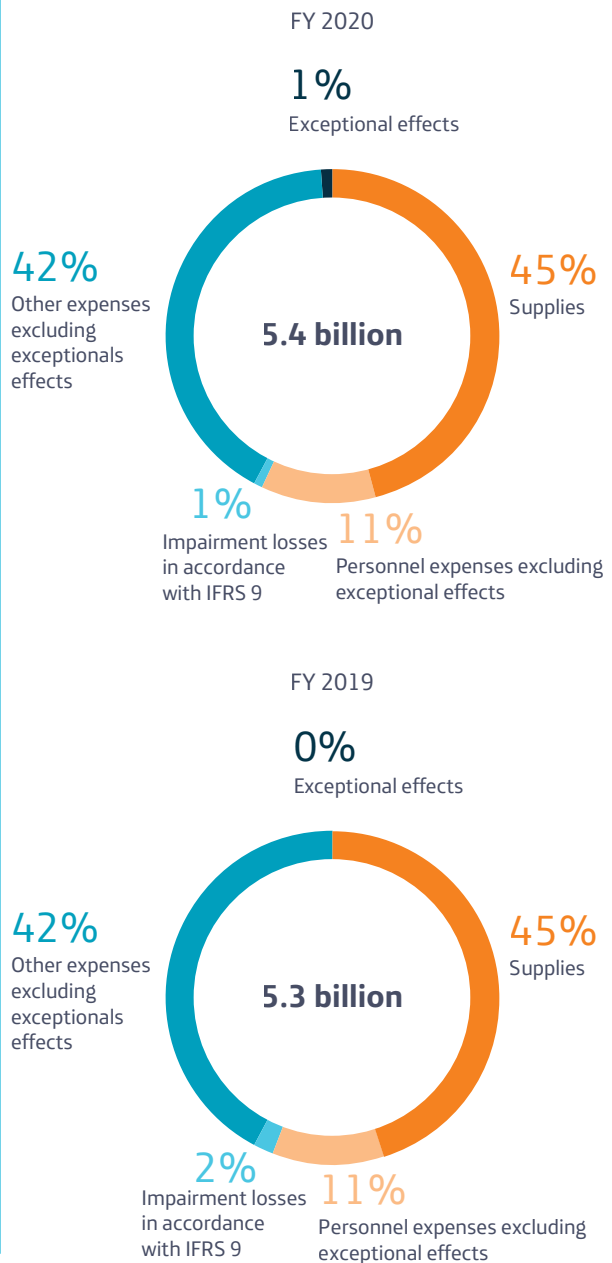 FY 2020
1%
Exceptional effects
42%
Other expenses
excluding
exceptionals
effects
5.4 billion
45%
Supplies
1%
Impairment losses
in accordance
with IFRS 9
11%
Personnel expenses excluding
exceptional effects
FY 2019
0%
Exceptional effects
42%
Other expenses
excluding
exceptionals
effects
5.3 billion
45%
Supplies
2%
Impairment losses
in accordance
with IFRS 9
11%
Personnel expenses excluding
exceptional effects